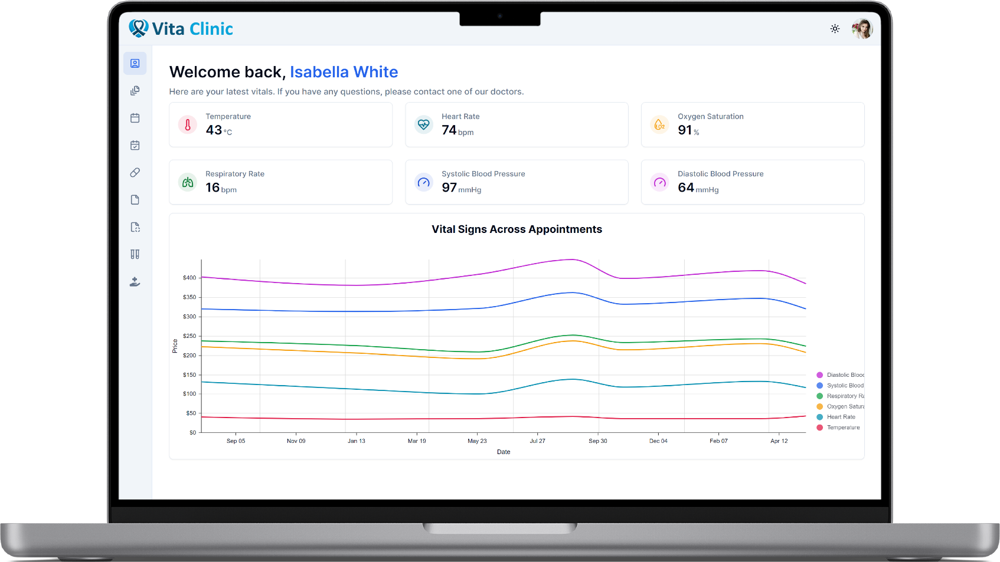 Vita Clinic
Welcome back, Isabella White
Here are your latest vitals. If you have any questions, please contact one of our doctors.
Temperature
43 °C
Heart Rate
74 bpm
Oxygen Saturation
91 %
Respiratory Rate
16 bpm
Systolic Blood Pressure
97 mmHg
Diastolic Blood Pressure
64 mmHg
Vital Signs Across Appointments
$400
$350
$300
$250
$200
$150
$100
$50
$0
Price
Sep 05
Nov 09
Jan 13
Mar 19
May 23
Jul 27
Sep 30
Dec 04
Feb 07
Apr 12
Date
Diastolic Blood
Systolic Blood
Respiratory Ra
Oxygen Satura
Heart Rate
Temperature